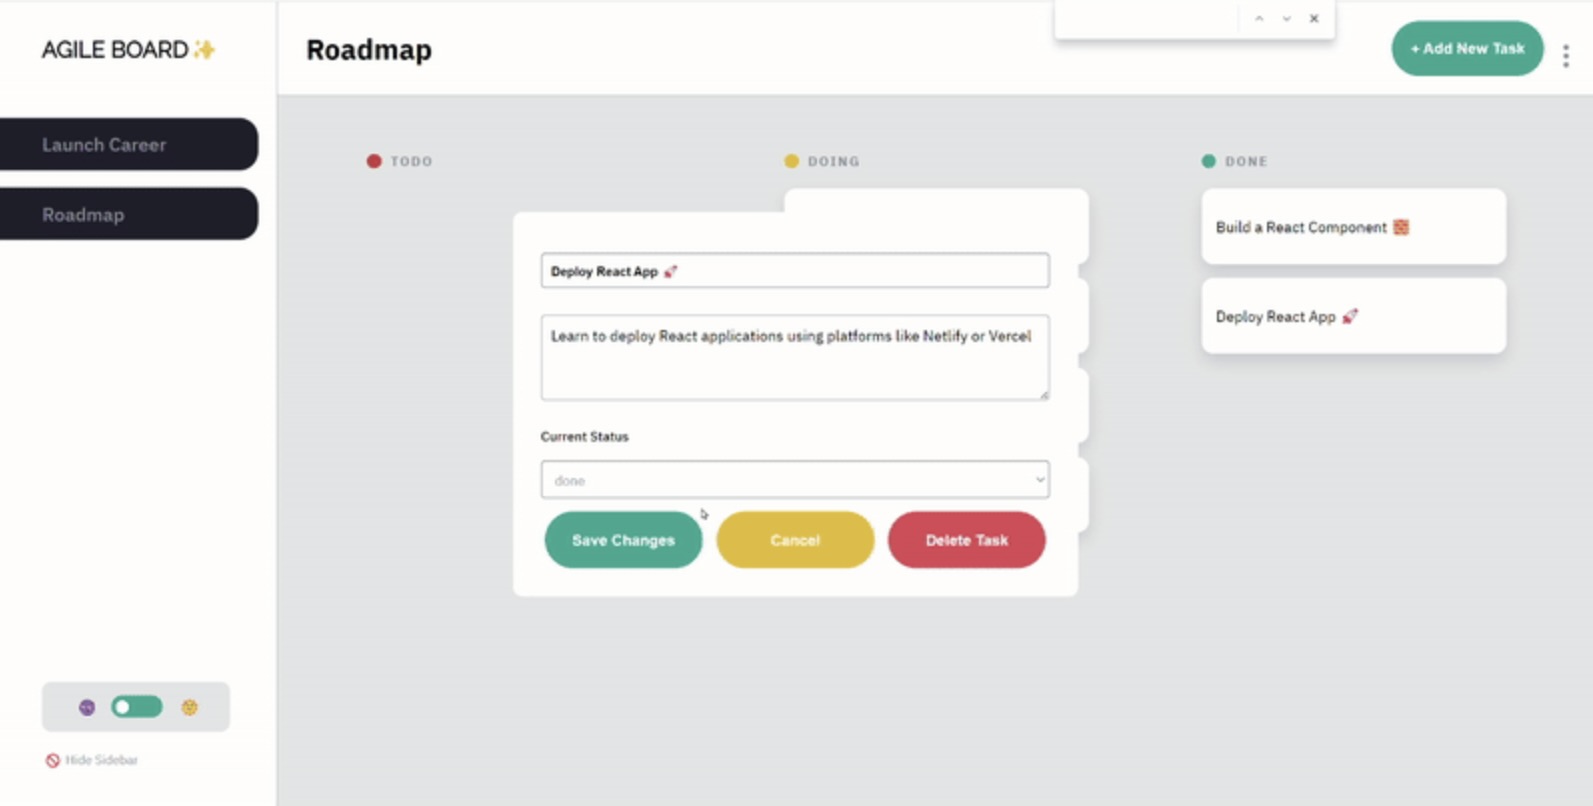 AGILE BOARD ✨
Launch Career
Roadmap
Hide Sidebar
Roadmap
+ Add New Task
TODO
DOING
DONE
Build a React Component 🧱
Deploy React App 🚀
Deploy React App 🚀
Learn to deploy React applications using platforms like Netlify or Vercel
Current Status
done
Save Changes
Cancel
Delete Task